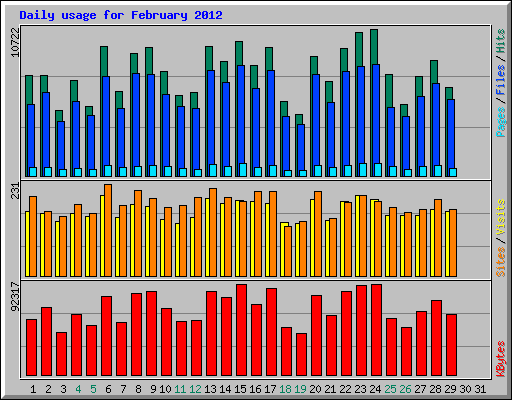 Daily usage for February 2012
10722
Pages / Files / Hits
231
Sites / Visits
92317
KBytes
1 2 3 4 5 6 7 8 9 10 11 12 13 14 15 16 17 18 19 20 21 22 23 24 25 26 27 28 29 30 31